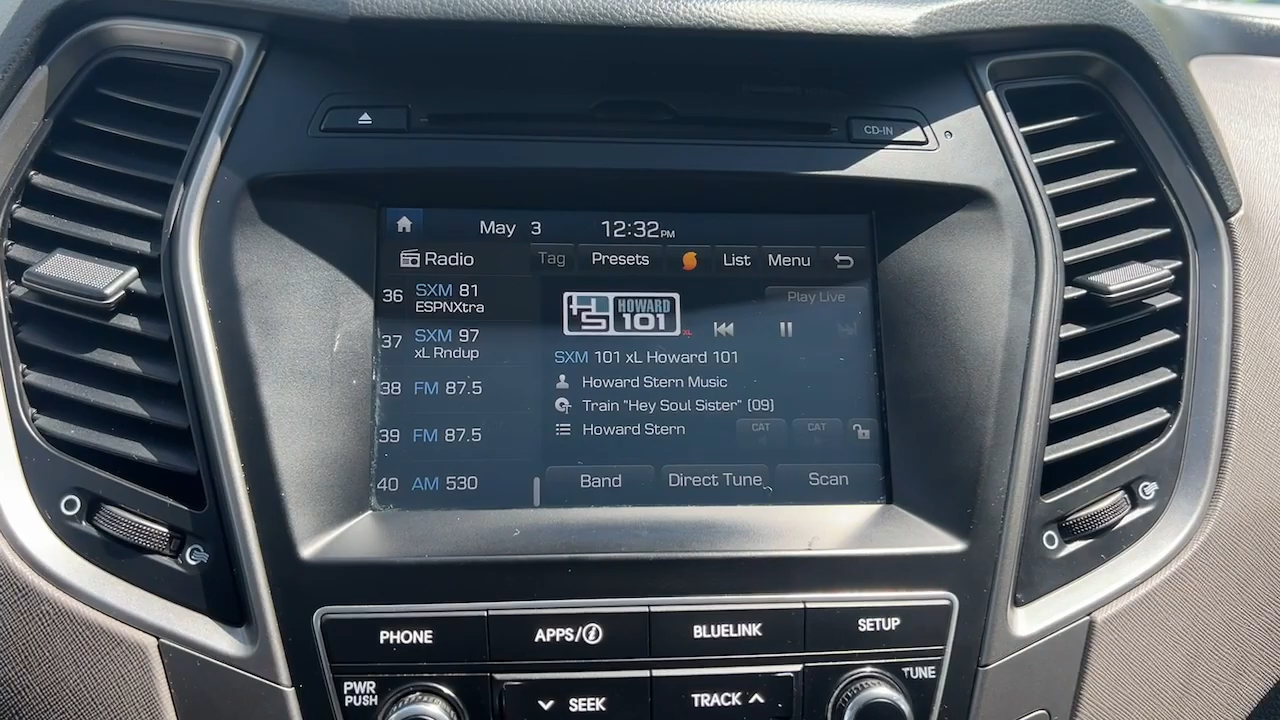 CD-IN
May 3 12:32 PM
Radio Tag Presets List Menu
36 SXM 81
ESPNXtra
37 SXM 97
xL Rndup
38 FM 87.5
39 FM 87.5
40 AM 530
Play Live
HS HOWARD 101 XL
SXM 101 xL Howard 101
Howard Stern Music
Train "Hey Soul Sister" [09]
Howard Stern
CAT CAT
Band Direct Tune Scan
PHONE APPS/i BLUELINK SETUP
PWR
PUSH
SEEK TRACK TUNE